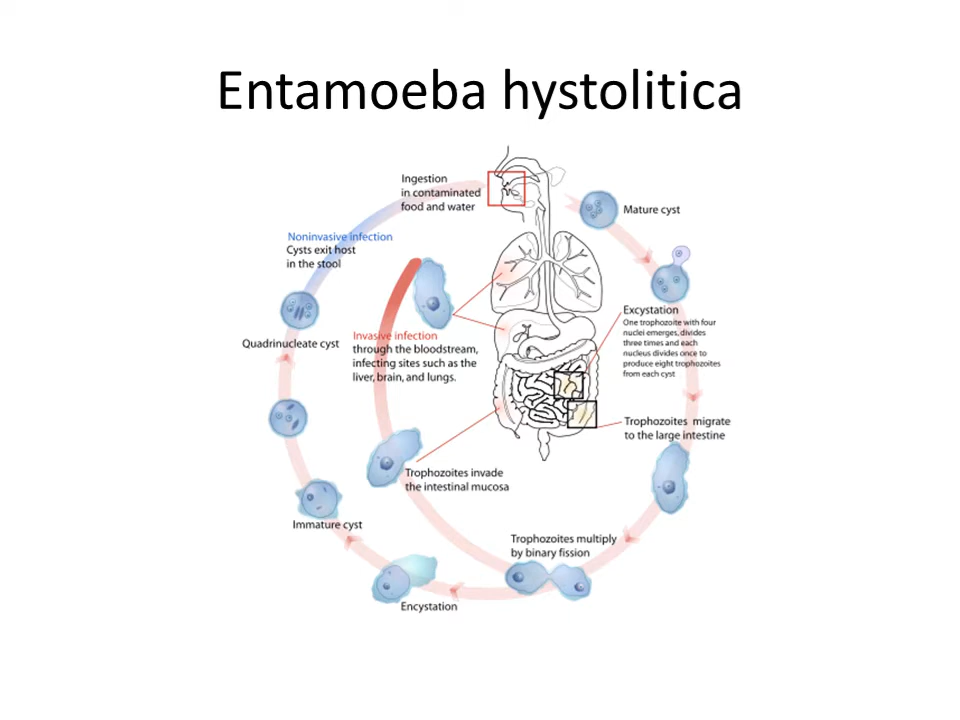 Entamoeba hystolitica
Ingestion
in contaminated
food and water
Mature cyst
Noninvasive infection
Cysts exit host
in the stool
Excystation
One trophozoite with four
nuclei emerges, divides
three times and each
nucleus divides once to
produce eight trophozoites
from each cyst
Quadrinucleate cyst
Invasive infection
through the bloodstream,
infecting sites such as the
liver, brain, and lungs.
Trophozoites migrate
to the large intestine
Trophozoites invade
the intestinal mucosa
Immature cyst
Trophozoites multiply
by binary fission
Encystation